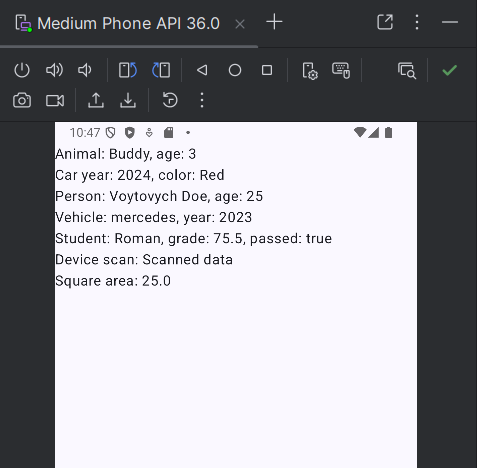 Medium Phone API 36.0
10:47
Animal: Buddy, age: 3
Car year: 2024, color: Red
Person: Voytovych Doe, age: 25
Vehicle: mercedes, year: 2023
Student: Roman, grade: 75.5, passed: true
Device scan: Scanned data
Square area: 25.0